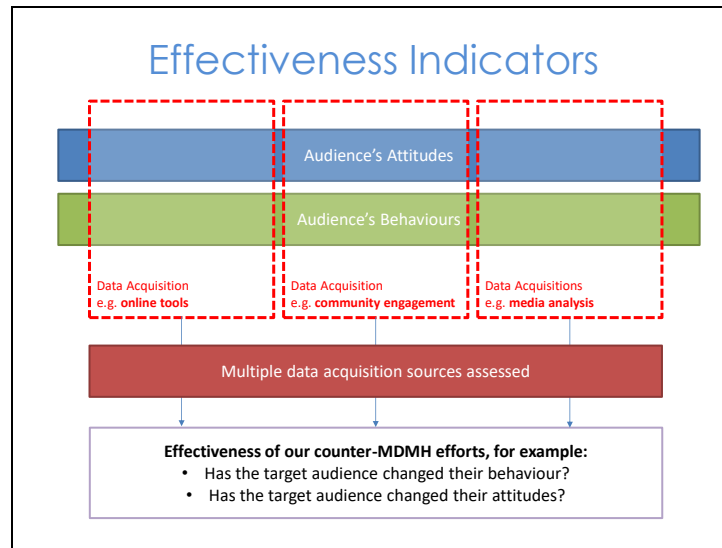 Effectiveness Indicators
Audience's Attitudes
Audience's Behaviours
Data Acquisition
e.g. online tools
Data Acquisition
e.g. community engagement
Data Acquisitions
e.g. media analysis
Multiple data acquisition sources assessed
Effectiveness of our counter-MDMH efforts, for example:
• Has the target audience changed their behaviour?
• Has the target audience changed their attitudes?